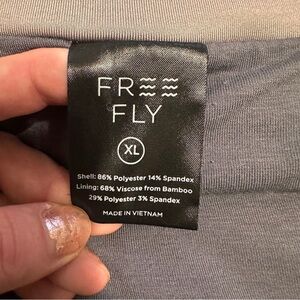 FREE
FLY
XL
Shell: 86% Polyester 14% Spandex
Lining: 68% Viscose from Bamboo
29% Polyester 3% Spandex
MADE IN VIETNAM